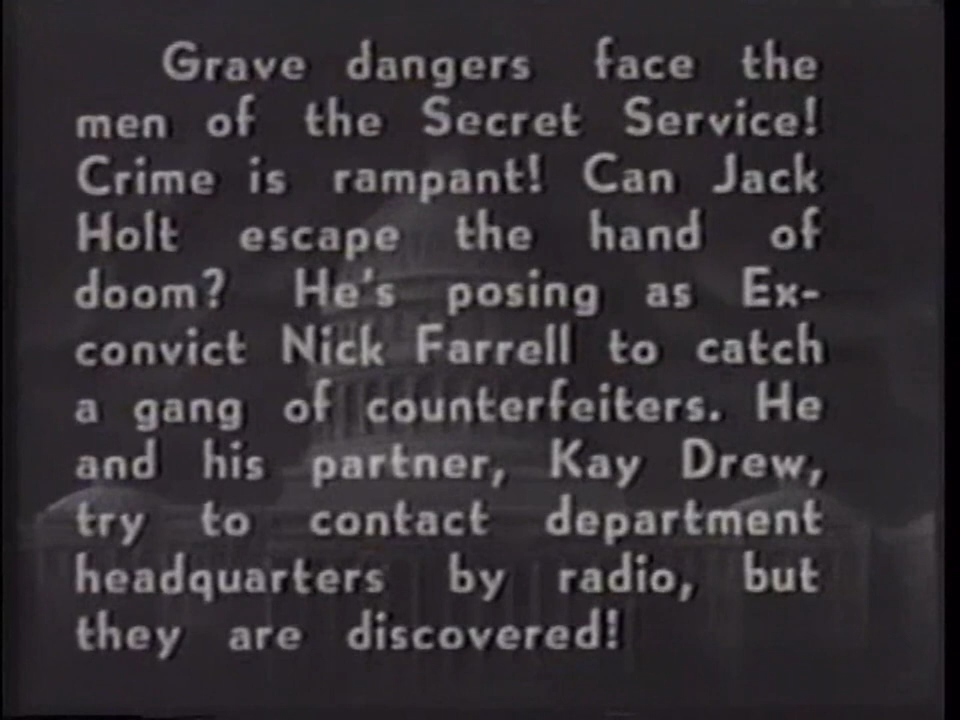 Grave dangers face the
men of the Secret Service!
Crime is rampant! Can Jack
Holt escape the hand of
doom? He's posing as Ex-
convict Nick Farrell to catch
a gang of counterfeiters. He
and his partner, Kay Drew,
try to contact department
headquarters by radio, but
they are discovered!